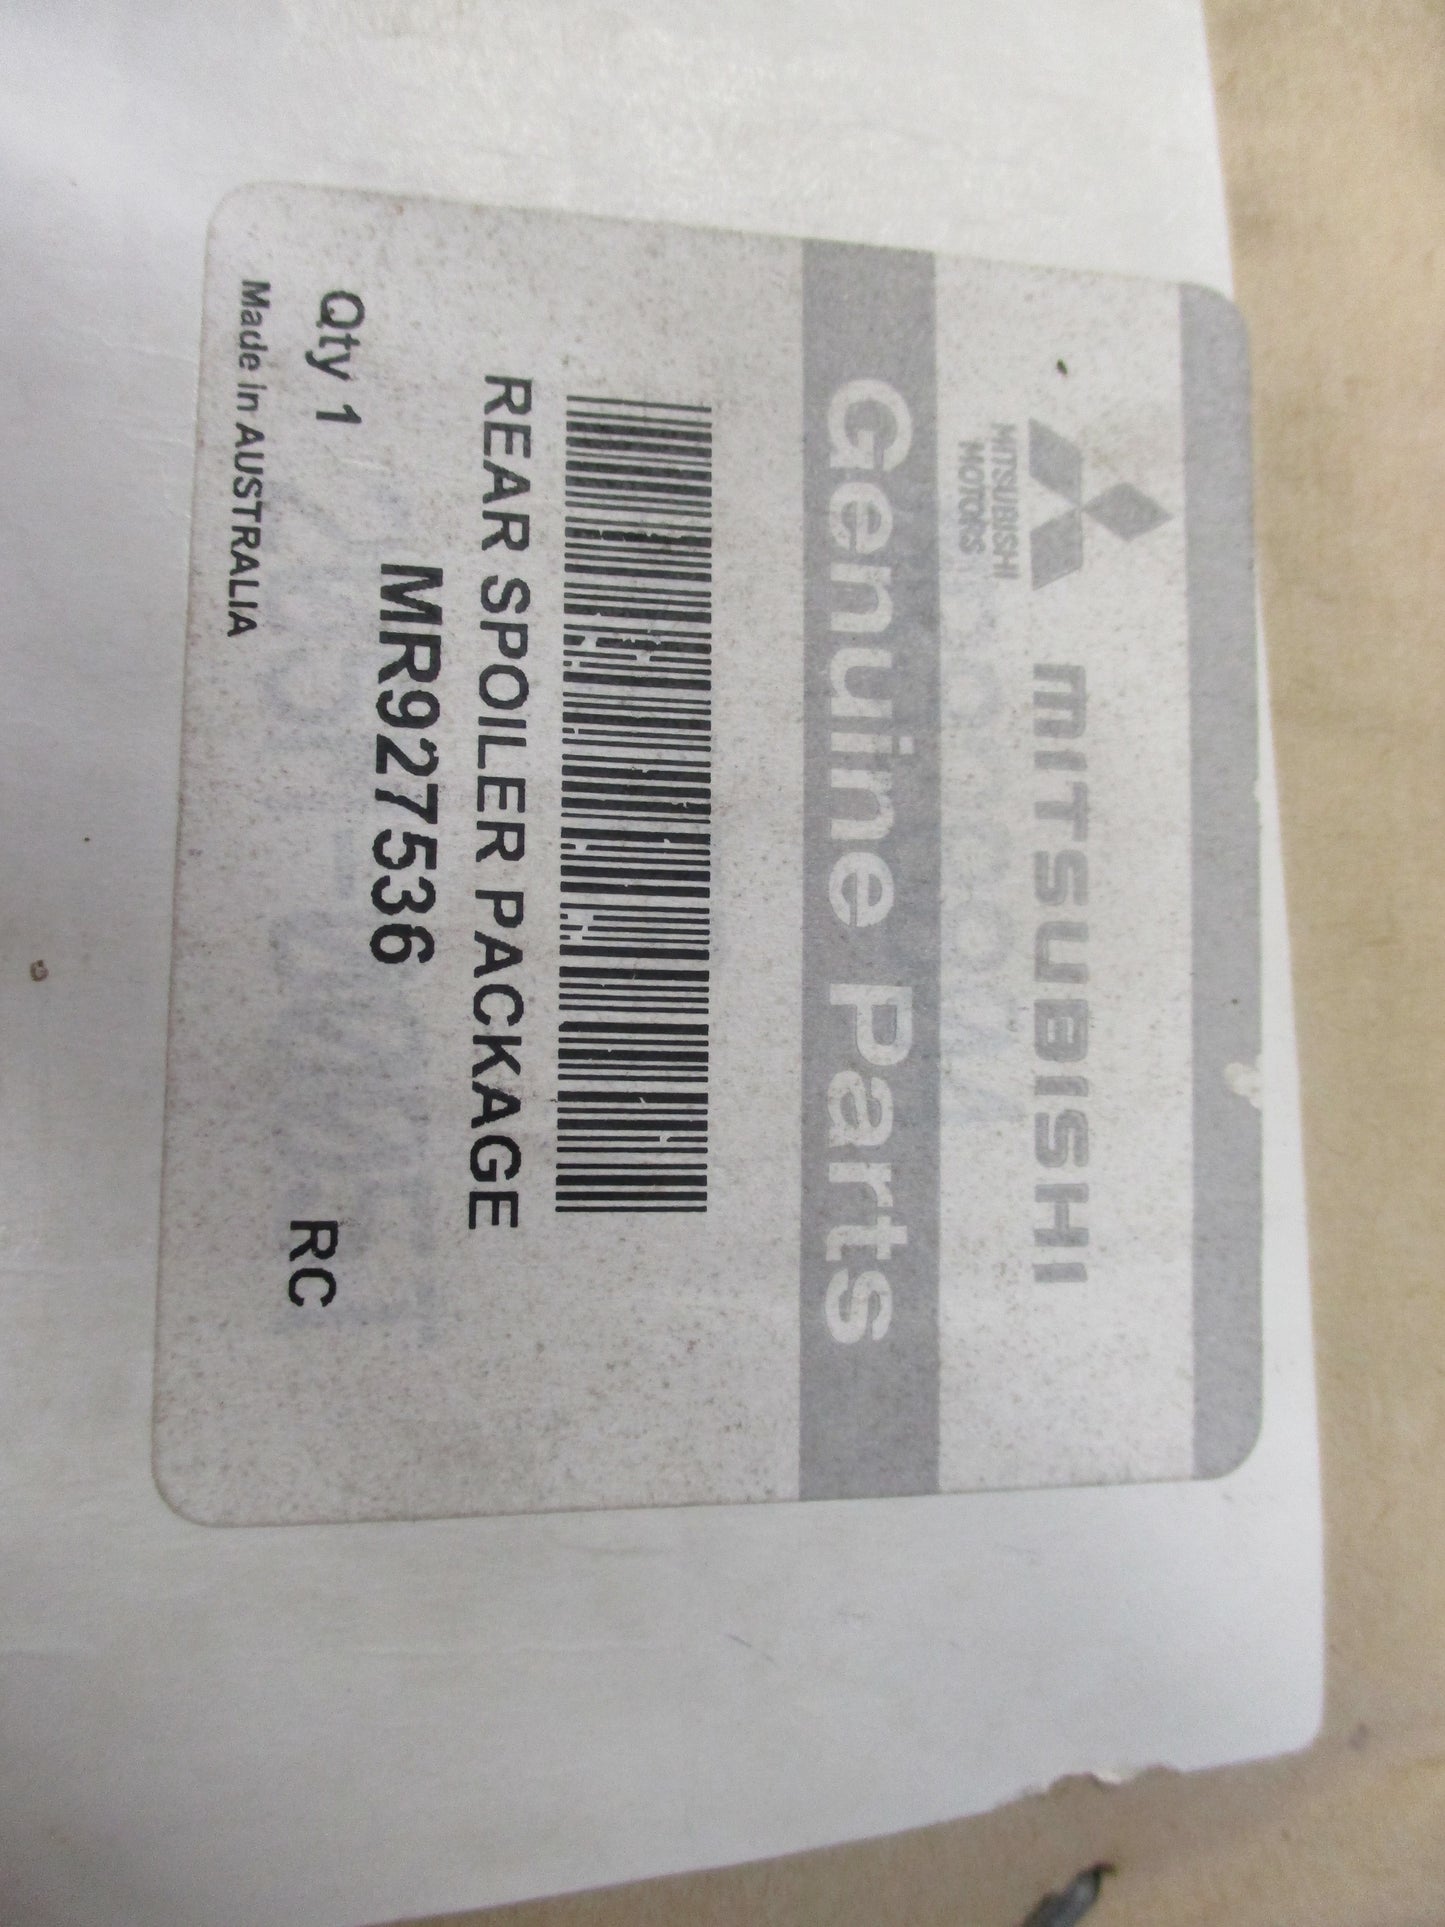 MITSUBISHI
MOTORS
MITSUBISHI
Genuine Parts
REAR SPOILER PACKAGE
MR927536
Qty 1
RC
Made in AUSTRALIA